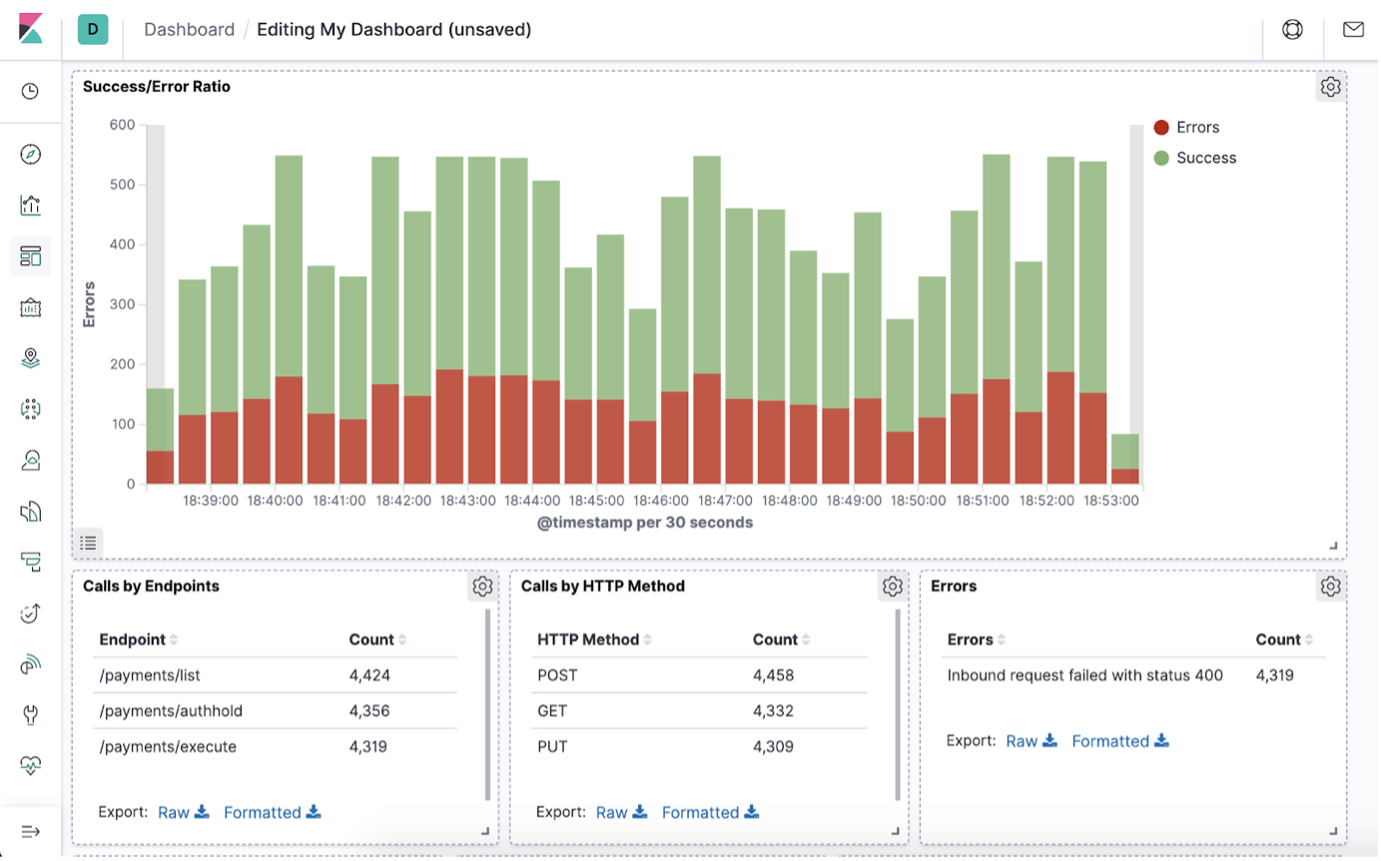 D Dashboard / Editing My Dashboard (unsaved)
Success/Error Ratio
Errors
Success
600
500
400
300
200
100
0
Errors
18:39:00 18:40:00 18:41:00 18:42:00 18:43:00 18:44:00 18:45:00 18:46:00 18:47:00 18:48:00 18:49:00 18:50:00 18:51:00 18:52:00 18:53:00
@timestamp per 30 seconds
Calls by Endpoints
Endpoint Count
/payments/list 4,424
/payments/authhold 4,356
/payments/execute 4,319
Export: Raw Formatted
Calls by HTTP Method
HTTP Method Count
POST 4,458
GET 4,332
PUT 4,309
Export: Raw Formatted
Errors
Errors Count
Inbound request failed with status 400 4,319
Export: Raw Formatted